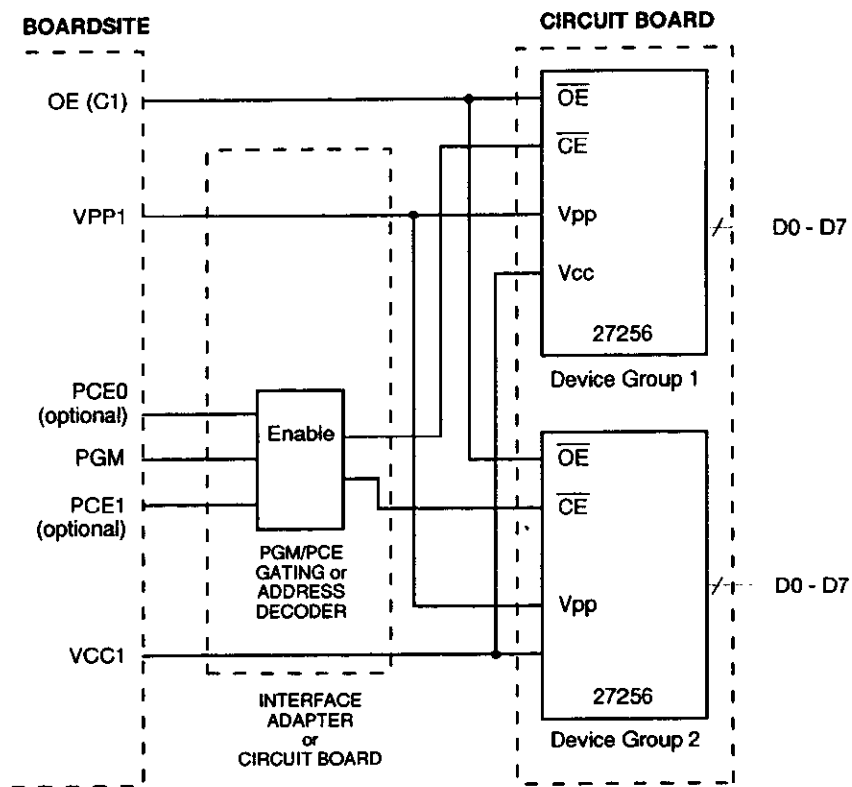 BOARDSITE
CIRCUIT BOARD
OE (C1)
VPP1
PCE0
(optional)
PGM
PCE1
(optional)
VCC1
Enable
PGM/PCE
GATING or
ADDRESS
DECODER
INTERFACE
ADAPTER
or
CIRCUIT BOARD
OE
CE
Vpp
Vcc
27256
D0 - D7
Device Group 1
OE
CE
Vpp
27256
D0 - D7
Device Group 2